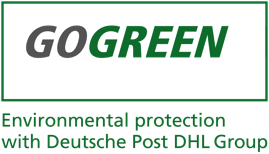 GOGREEN
Environmental protection
with Deutsche Post DHL Group